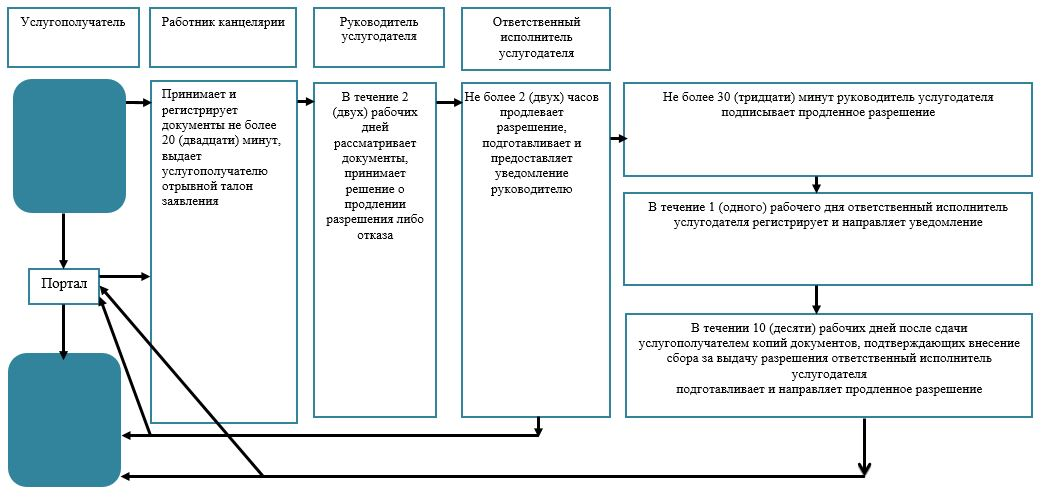 Услугополучатель
Работник канцелярии
Руководитель
услугодателя
Ответственный
исполнитель
услугодателя
Принимает и
регистрирует
документы не более
20 (двадцати) минут,
выдает
услугополучателю
отрывной талон
заявления
В течение 2
(двух) рабочих
дней
рассматривает
документы,
принимает
решение о
продлении
разрешения либо
отказа
Не более 2 (двух) часов
продлевает
разрешение,
подготавливает и
предоставляет
уведомление
руководителю
Не более 30 (тридцати) минут руководитель услугодателя
подписывает продленное разрешение
В течение 1 (одного) рабочего дня ответственный исполнитель
услугодателя регистрирует и направляет уведомление
В течении 10 (десяти) рабочих дней после сдачи
услугополучателем копий документов, подтверждающих внесение
сбора за выдачу разрешения ответственный исполнитель
услугодателя
подготавливает и направляет продленное разрешение
Портал